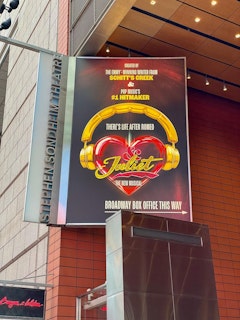 STEPHEN SONDHEIM THEATRE
CREATED BY
THE EMMY®-WINNING WRITER FROM
SCHITT'S CREEK
&
POP MUSIC'S
#1 HITMAKER
THERE'S LIFE AFTER ROMEO
& Juliet
THE NEW MUSICAL
BROADWAY BOX OFFICE THIS WAY